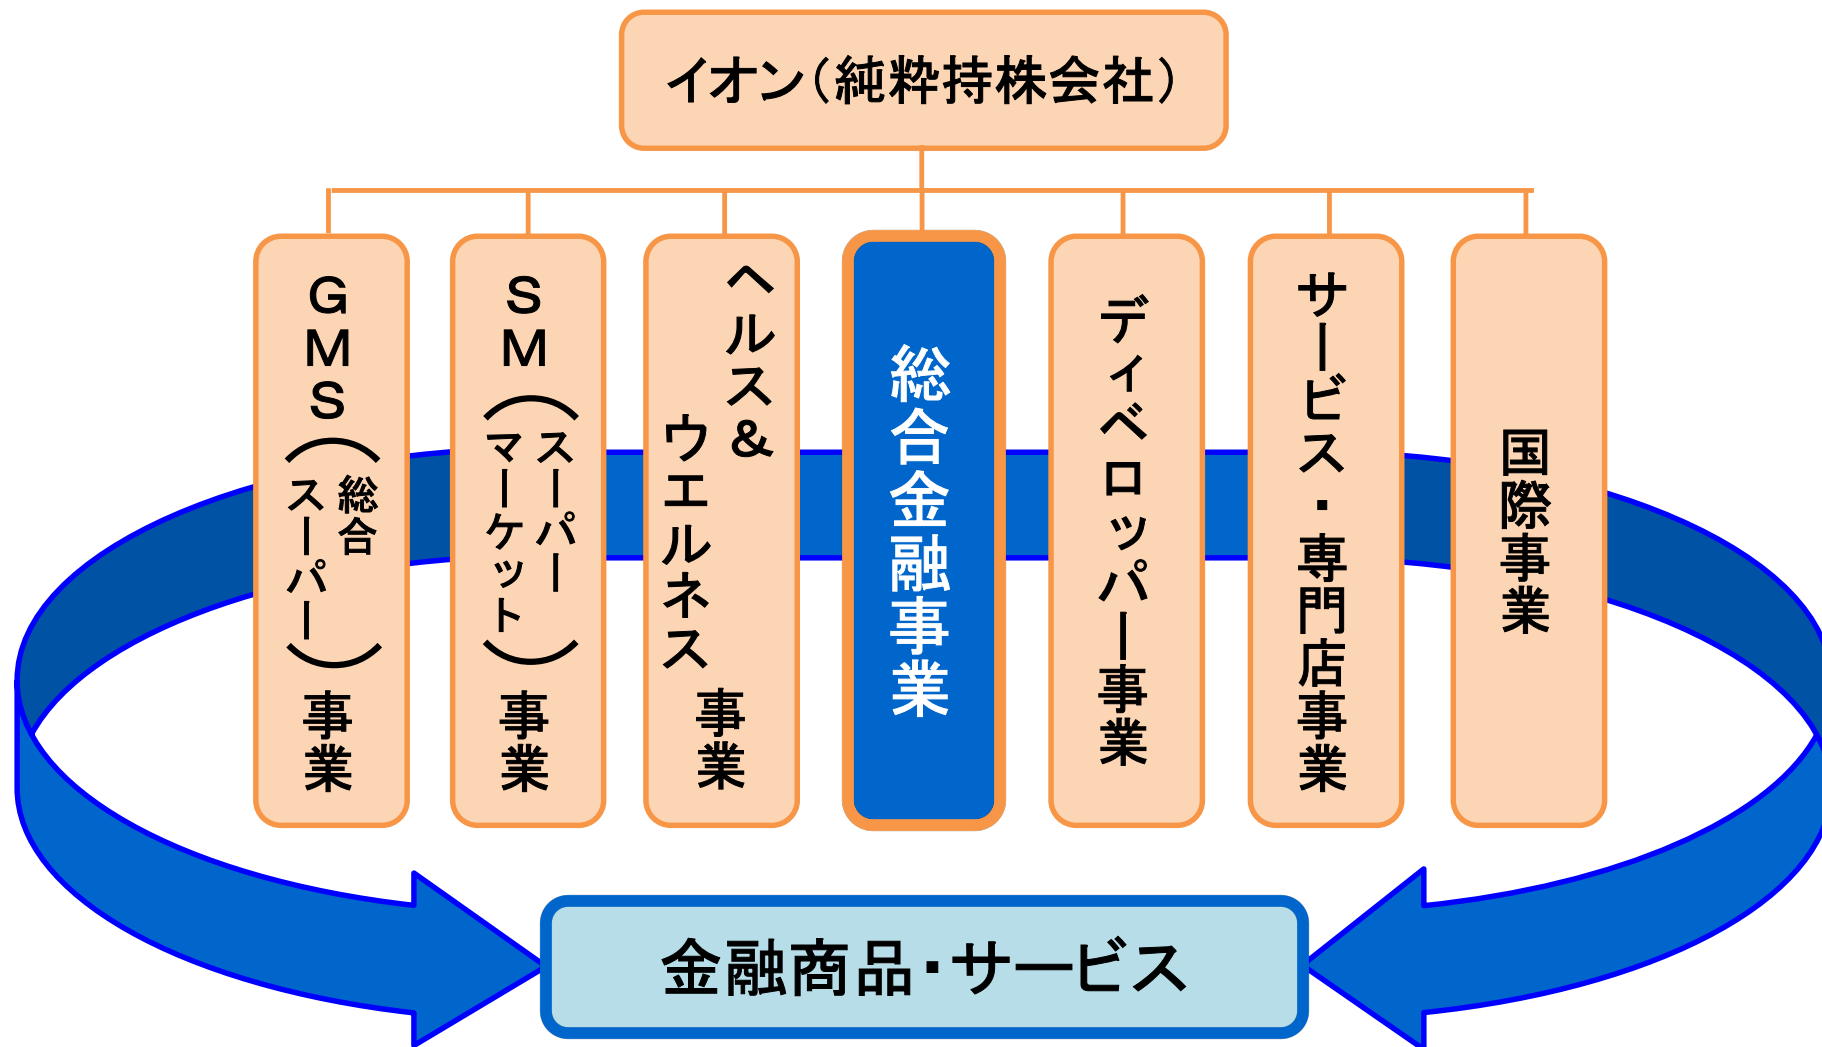 イオン(純粋持株会社)
GMS(総合スーパー)事業
SM(スーパーマーケット)事業
ヘルス&ウエルネス事業
総合金融事業
ディベロッパー事業
サービス・専門店事業
国際事業
金融商品・サービス